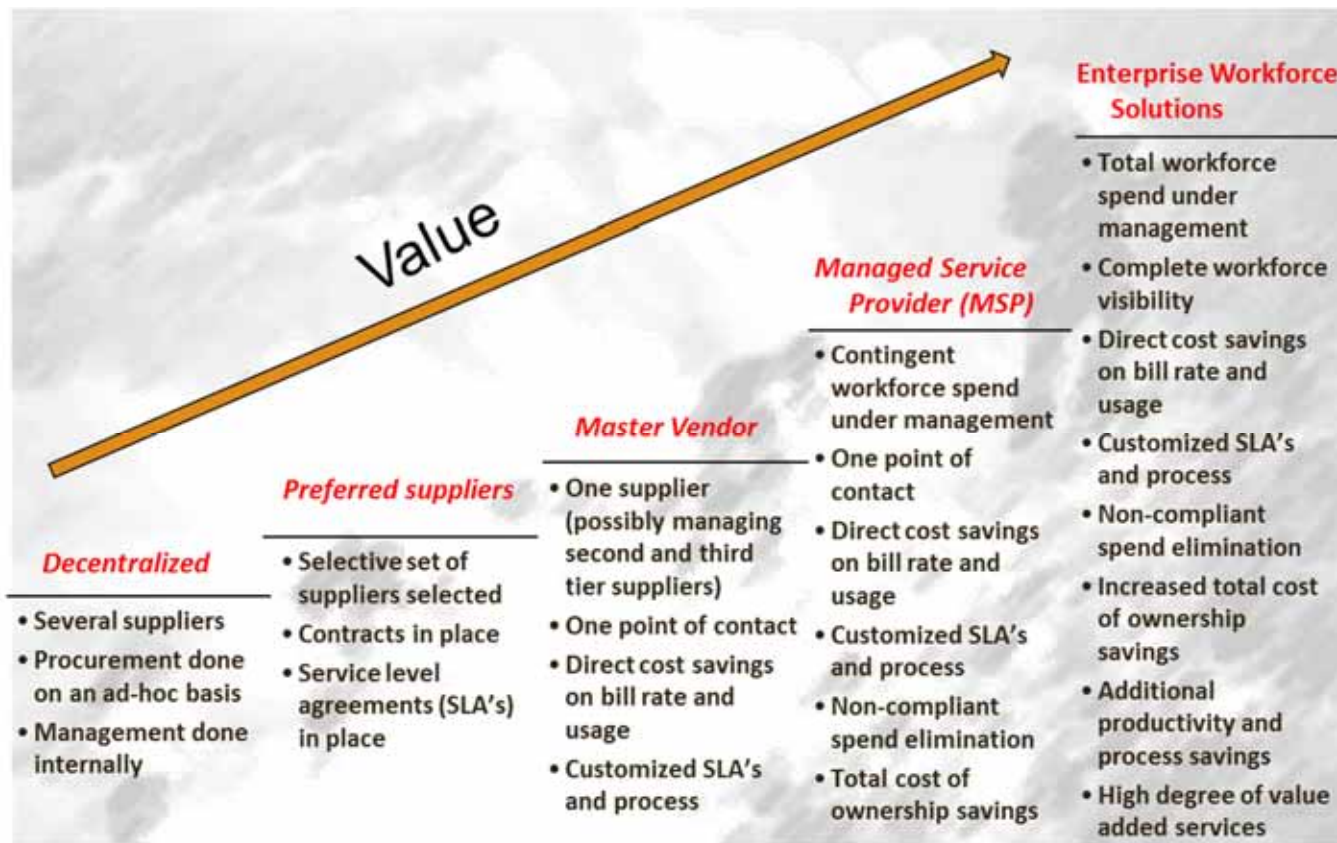 Value
Decentralized
• Several suppliers
• Procurement done
on an ad-hoc basis
• Management done
internally
Preferred suppliers
• Selective set of
suppliers selected
• Contracts in place
• Service level
agreements (SLA's)
in place
Master Vendor
• One supplier
(possibly managing
second and third
tier suppliers)
• One point of contact
• Direct cost savings
on bill rate and
usage
• Customized SLA's
and process
Managed Service
Provider (MSP)
• Contingent
workforce spend
under management
• One point of
contact
• Direct cost savings
on bill rate and
usage
• Customized SLA's
and process
• Non-compliant
spend elimination
• Total cost of
ownership savings
Enterprise Workforce
Solutions
• Total workforce
spend under
management
• Complete workforce
visibility
• Direct cost savings
on bill rate and
usage
• Customized SLA's
and process
• Non-compliant
spend elimination
• Increased total cost
of ownership
savings
• Additional
productivity and
process savings
• High degree of value
added services